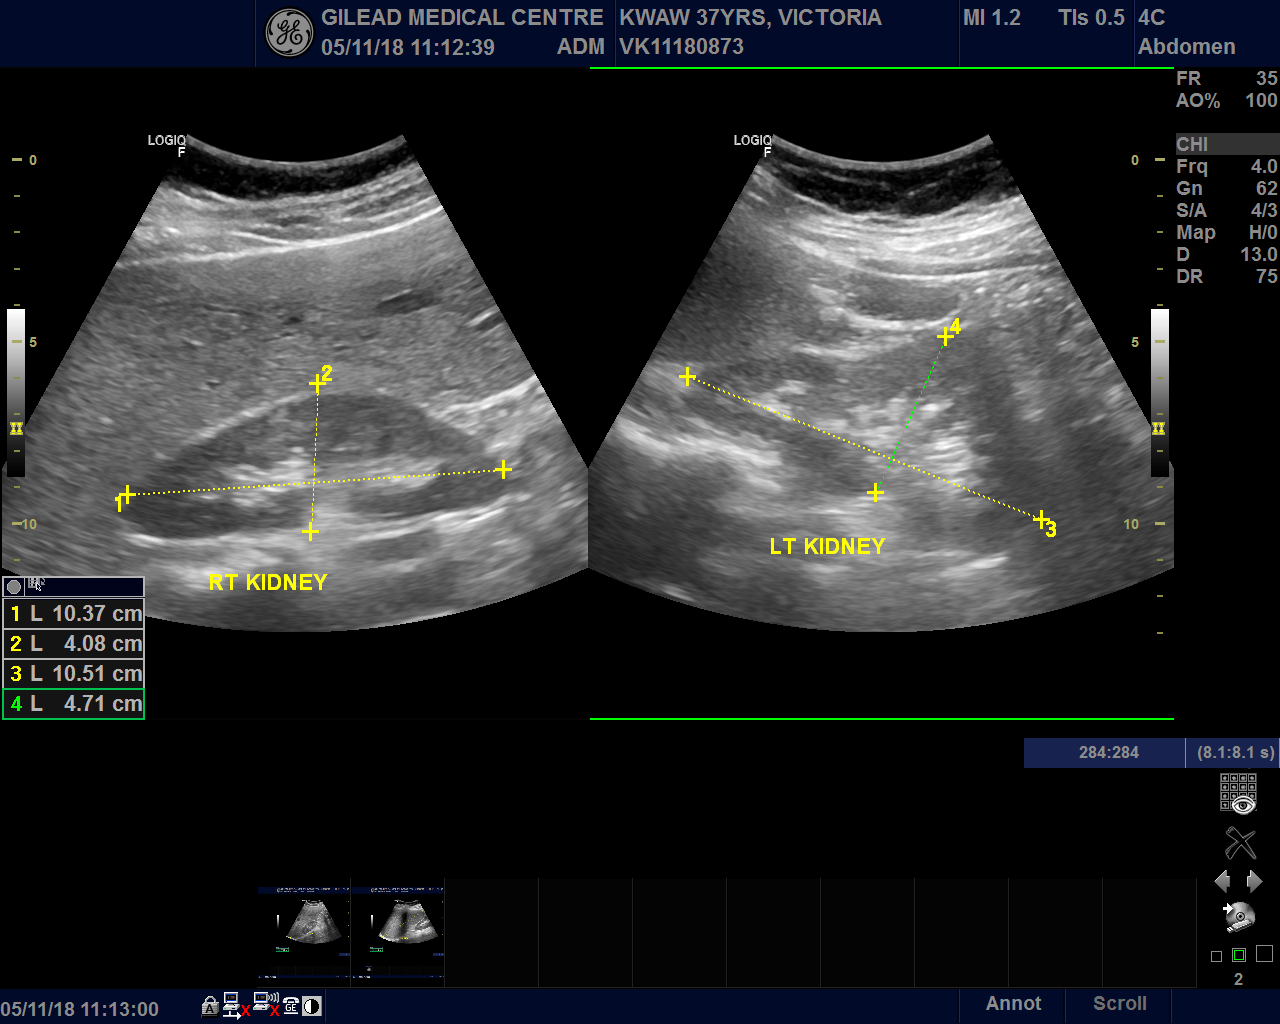 GILEAD MEDICAL CENTRE
05/11/18 11:12:39 ADM
KWAW 37YRS, VICTORIA
VK11180873
MI 1.2 TIs 0.5
4C
Abdomen
FR 35
AO% 100
CHI
Frq 4.0
Gn 62
S/A 4/3
Map H/0
D 13.0
DR 75
LOGIQ
F
0
5
10
1
2
RT KIDNEY
LOGIQ
F
0
5
10
3
4
LT KIDNEY
1 L 10.37 cm
2 L 4.08 cm
3 L 10.51 cm
4 L 4.71 cm
284:284 (8.1:8.1 s)
2
05/11/18 11:13:00
Annot Scroll